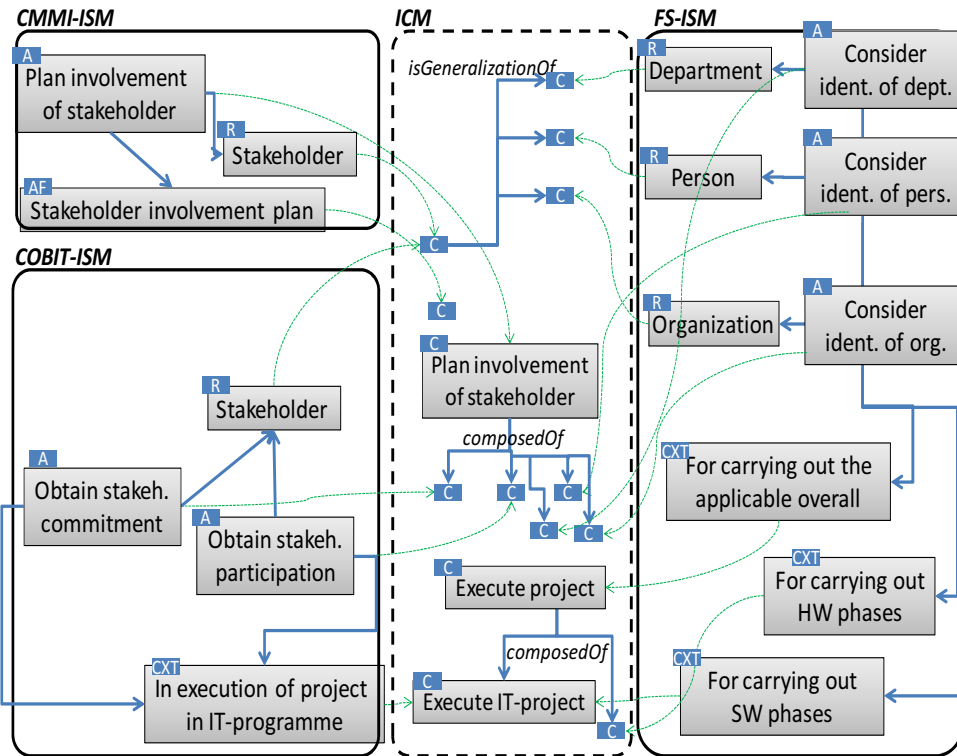 CMMI-ISM
A
Plan involvement
of stakeholder
R
Stakeholder
AF
Stakeholder involvement plan
COBIT-ISM
R
Stakeholder
A
Obtain stakeh.
commitment
A
Obtain stakeh.
participation
CXT
In execution of project
in IT-programme
ICM
isGeneralizationOf
C
C
C
C
C
C
Plan involvement
of stakeholder
composedOf
C
C
C
C
C
C
Execute project
composedOf
C
Execute IT-project
C
FS-ISM
R
Department
A
Consider
ident. of dept.
R
Person
A
Consider
ident. of pers.
R
Organization
A
Consider
ident. of org.
CXT
For carrying out the
applicable overall
CXT
For carrying out
HW phases
CXT
For carrying out
SW phases